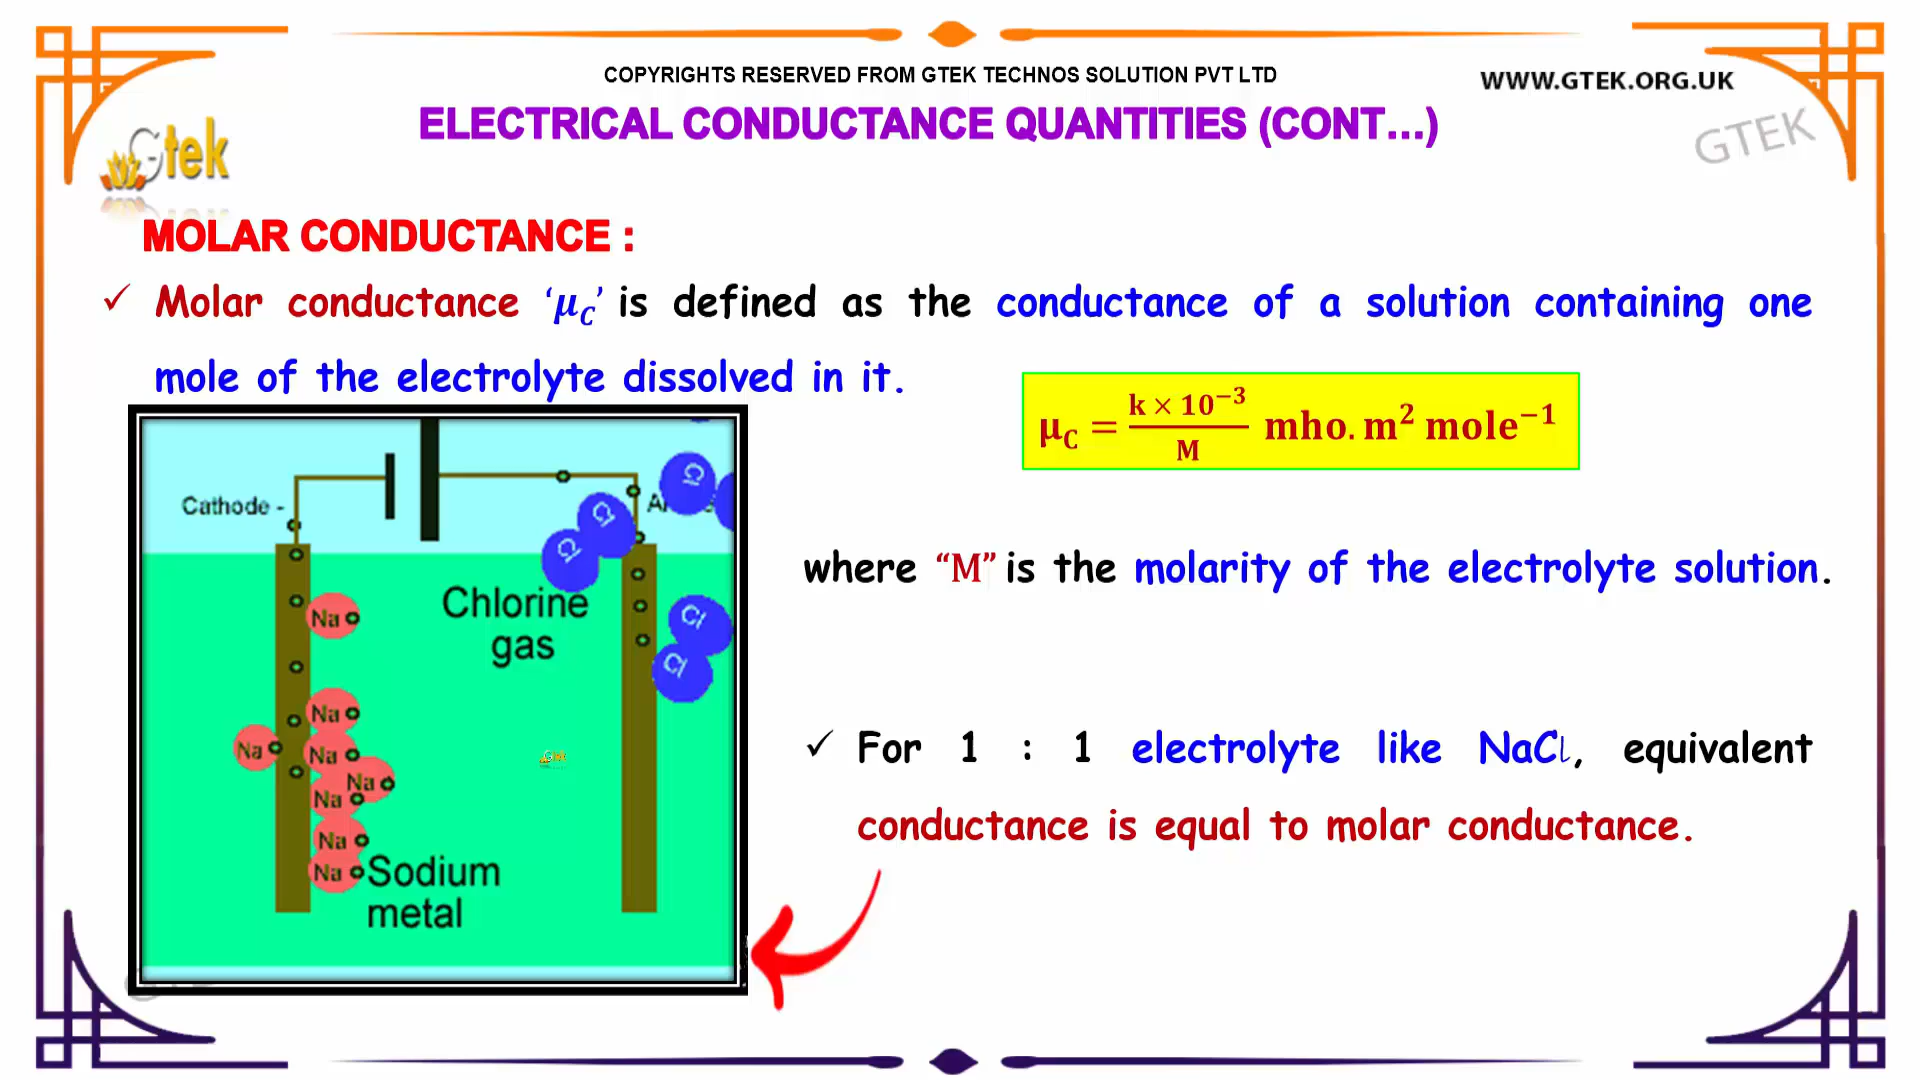 COPYRIGHTS RESERVED FROM GTEK TECHNOS SOLUTION PVT LTD
WWW.GTEK.ORG.UK
ELECTRICAL CONDUCTANCE QUANTITIES (CONT...)
GTEK
Gtek
MOLAR CONDUCTANCE :
✓ Molar conductance ‘μ_C’ is defined as the conductance of a solution containing one
mole of the electrolyte dissolved in it.
μ_C = (k × 10⁻³)/M mho. m² mole⁻¹
Cathode -
Cl
Cl
Cl
Chlorine
gas
Cl
Cl
Na
Na
Na
Na
Na
Na
Na
Na
Sodium
metal
Gtek
where “M” is the molarity of the electrolyte solution.
✓ For 1 : 1 electrolyte like NaCl, equivalent
conductance is equal to molar conductance.